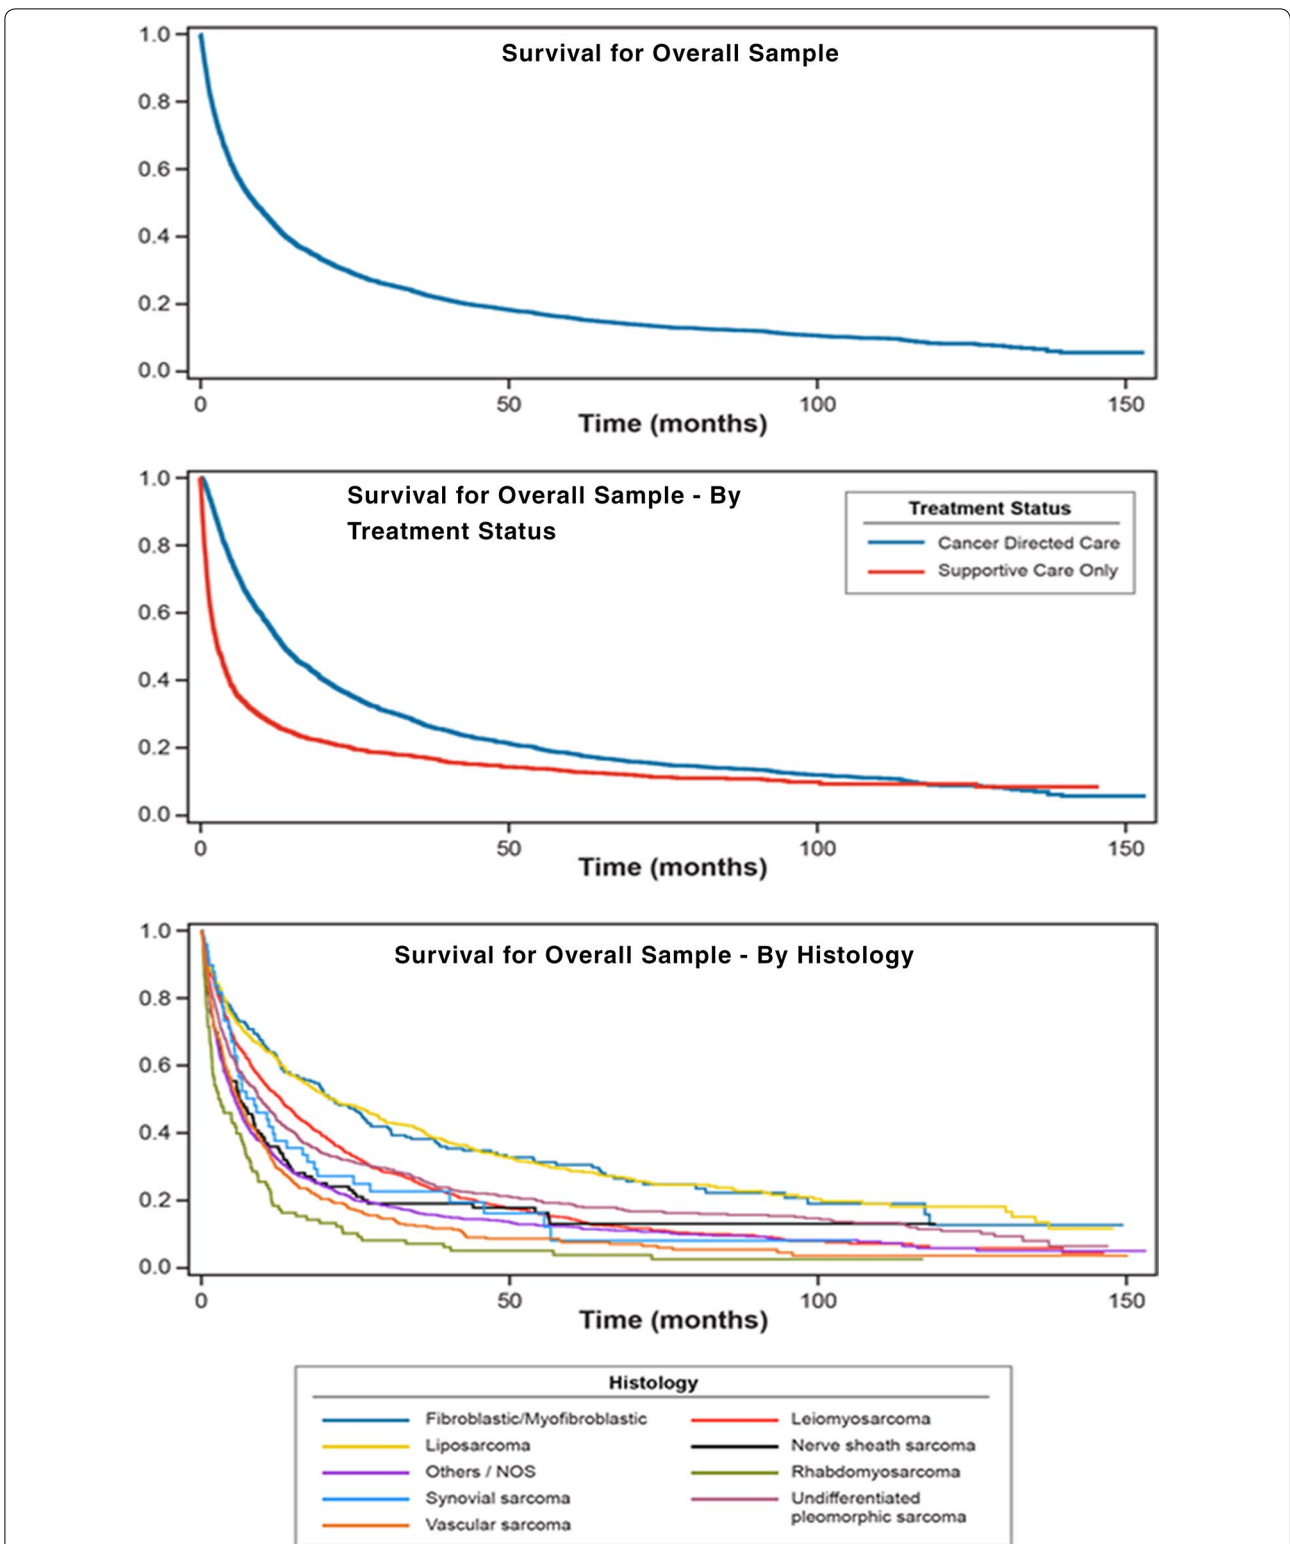 Survival for Overall Sample
1.0
0.8
0.6
0.4
0.2
0.0
0 50 100 150
Time (months)
Survival for Overall Sample - By
Treatment Status
Treatment Status
Cancer Directed Care
Supportive Care Only
1.0
0.8
0.6
0.4
0.2
0.0
0 50 100 150
Time (months)
Survival for Overall Sample - By Histology
1.0
0.8
0.6
0.4
0.2
0.0
0 50 100 150
Time (months)
Histology
Fibroblastic/Myofibroblastic
Liposarcoma
Others / NOS
Synovial sarcoma
Vascular sarcoma
Leiomyosarcoma
Nerve sheath sarcoma
Rhabdomyosarcoma
Undifferentiated
pleomorphic sarcoma